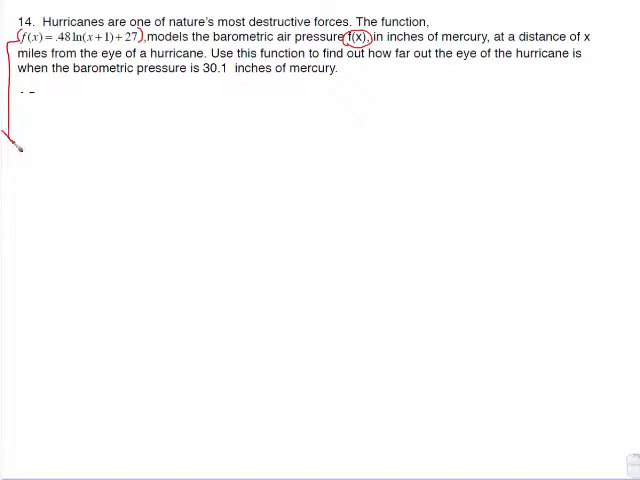 14. Hurricanes are one of nature's most destructive forces. The function,
f(x) = .48ln(x+1)+27, models the barometric air pressure f(x), in inches of mercury, at a distance of x
miles from the eye of a hurricane. Use this function to find out how far out the eye of the hurricane is
when the barometric pressure is 30.1 inches of mercury.